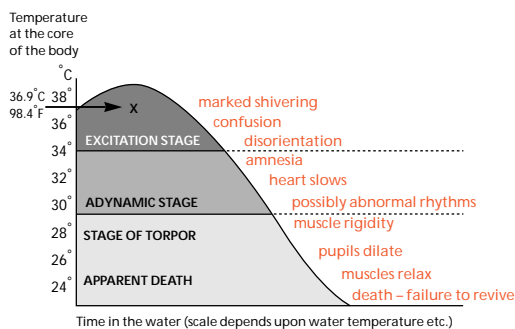 Temperature
at the core
of the body
°C
36.9°C
98.4°F
38°
36°
34°
32°
30°
28°
26°
24°
X
EXCITATION STAGE
ADYNAMIC STAGE
STAGE OF TORPOR
APPARENT DEATH
marked shivering
confusion
disorientation
amnesia
heart slows
possibly abnormal rhythms
muscle rigidity
pupils dilate
muscles relax
death – failure to revive
Time in the water (scale depends upon water temperature etc.)